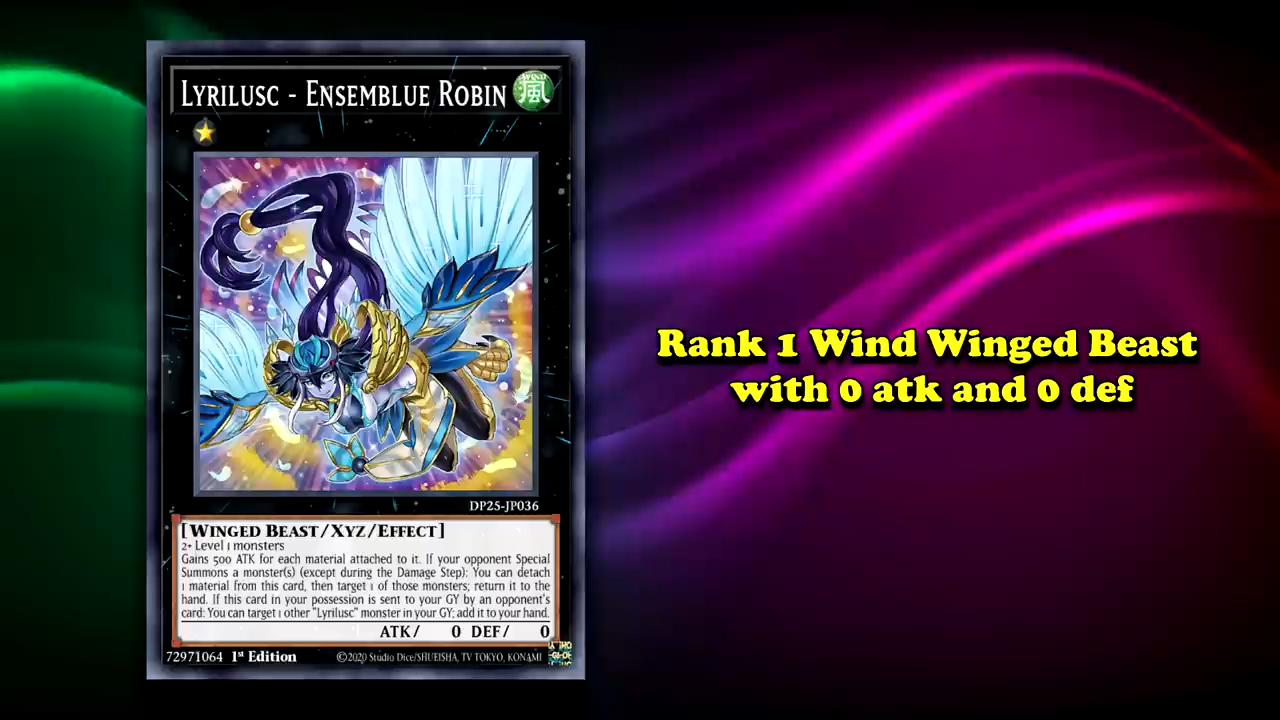 Lyrilusc - Ensemblue Robin
風
Rank 1 Wind Winged Beast
with 0 atk and 0 def
DP25-JP036
[Winged Beast/Xyz/Effect]
2+ Level 1 monsters
Gains 500 ATK for each material attached to it. If your opponent Special
Summons a monster(s) (except during the Damage Step): You can detach
1 material from this card, then target 1 of those monsters; return it to the
hand. If this card in your possession is sent to your GY by an opponent's
card: You can target 1 other "Lyrilusc" monster in your GY; add it to your hand.
ATK/ 0 DEF/ 0
72971064 1st Edition ©2020 Studio Dice/SHUEISHA, TV TOKYO, KONAMI